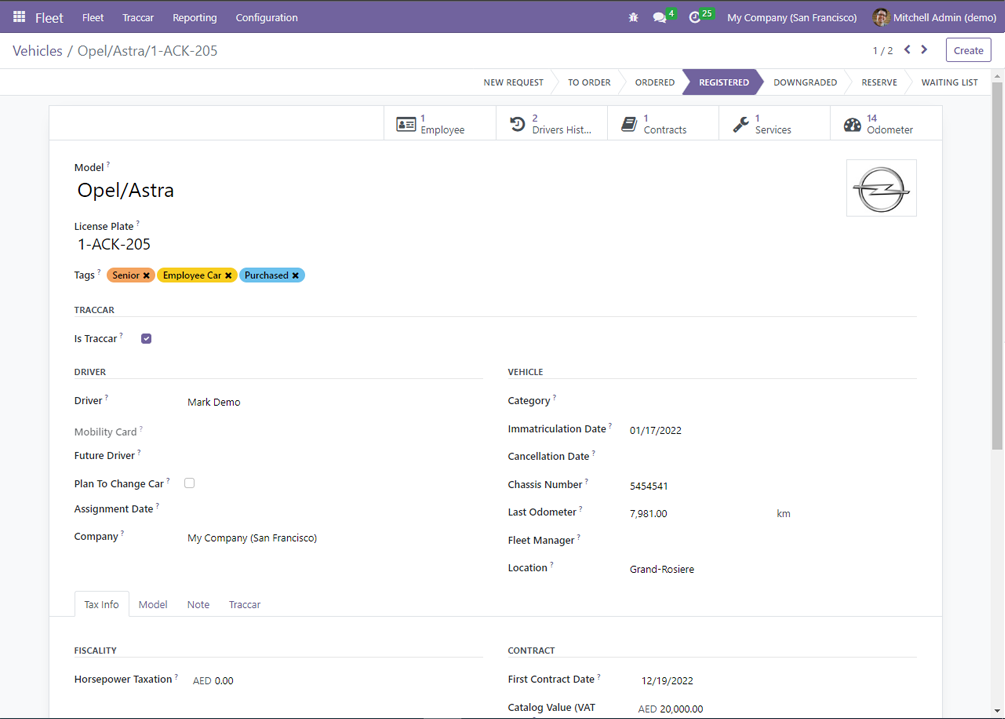 Fleet Fleet Traccar Reporting Configuration 4 25 My Company (San Francisco) Mitchell Admin (demo)
Vehicles / Opel/Astra/1-ACK-205 1 / 2 Create
NEW REQUEST TO ORDER ORDERED REGISTERED DOWNGRADED RESERVE WAITING LIST
1 Employee
2 Drivers Hist...
1 Contracts
1 Services
14 Odometer
Model ?
Opel/Astra
License Plate ?
1-ACK-205
Tags ? Senior × Employee Car × Purchased ×
TRACCAR
Is Traccar ?
DRIVER
Driver ? Mark Demo
Mobility Card ?
Future Driver ?
Plan To Change Car ?
Assignment Date ?
Company ? My Company (San Francisco)
VEHICLE
Category ?
Immatriculation Date ? 01/17/2022
Cancellation Date ?
Chassis Number ? 5454541
Last Odometer ? 7,981.00 km
Fleet Manager ?
Location ? Grand-Rosiere
Tax Info Model Note Traccar
FISCALITY
Horsepower Taxation ? AED 0.00
CONTRACT
First Contract Date ? 12/19/2022
Catalog Value (VAT AED 20,000.00